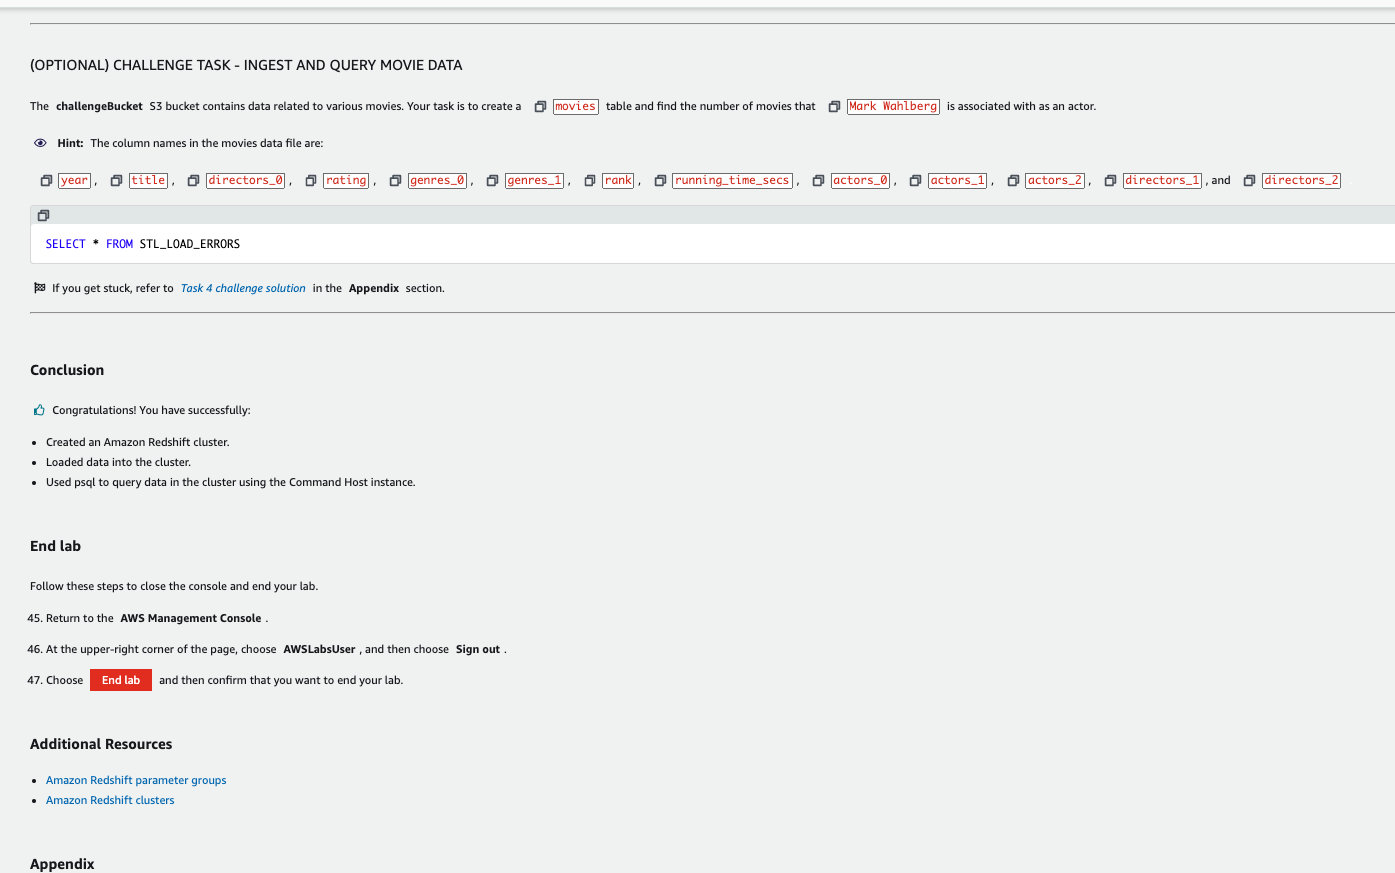 (OPTIONAL) CHALLENGE TASK - INGEST AND QUERY MOVIE DATA
The challengeBucket S3 bucket contains data related to various movies. Your task is to create a movies table and find the number of movies that Mark Wahlberg is associated with as an actor.
Hint: The column names in the movies data file are:
year , title , directors_0 , rating , genres_0 , genres_1 , rank , running_time_secs , actors_0 , actors_1 , actors_2 , directors_1 , and directors_2
SELECT * FROM STL_LOAD_ERRORS
If you get stuck, refer to Task 4 challenge solution in the Appendix section.
Conclusion
Congratulations! You have successfully:
• Created an Amazon Redshift cluster.
• Loaded data into the cluster.
• Used psql to query data in the cluster using the Command Host instance.
End lab
Follow these steps to close the console and end your lab.
45. Return to the AWS Management Console .
46. At the upper-right corner of the page, choose AWSLabsUser , and then choose Sign out .
47. Choose End lab and then confirm that you want to end your lab.
Additional Resources
• Amazon Redshift parameter groups
• Amazon Redshift clusters
Appendix